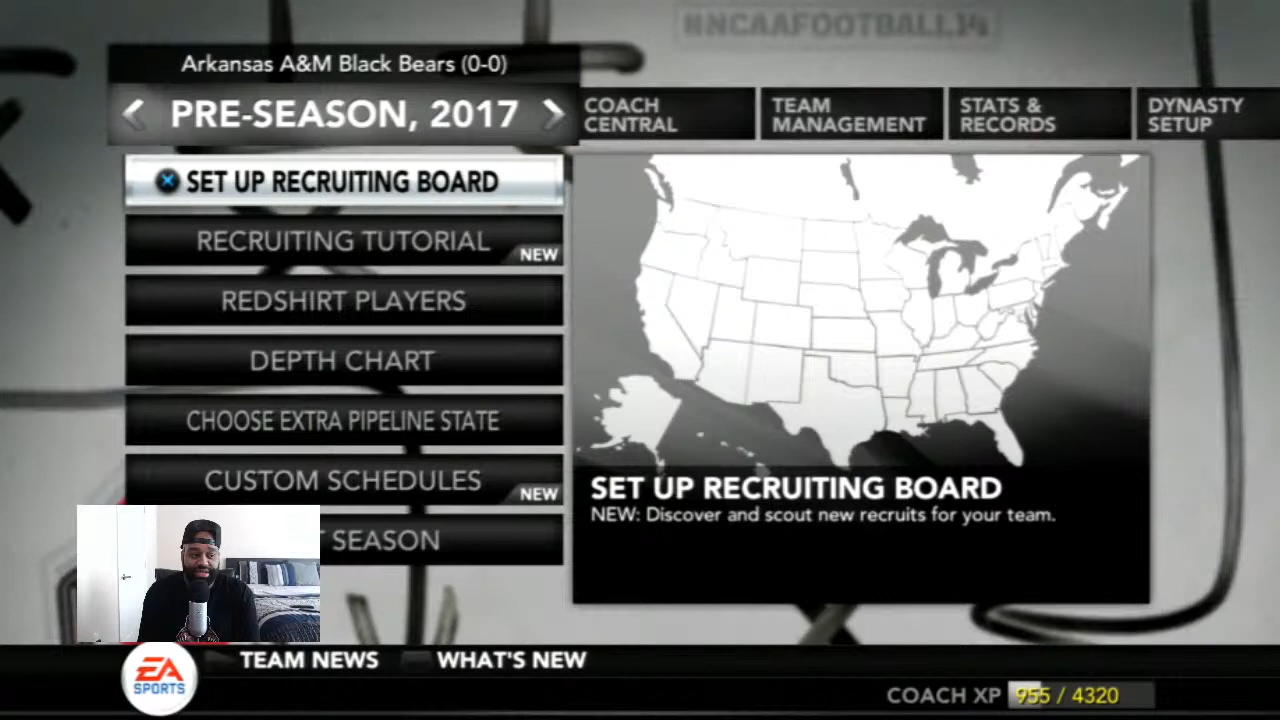 #NCAAFOOTBALL14
Arkansas A&M Black Bears (0-0)
PRE-SEASON, 2017
COACH
CENTRAL
TEAM
MANAGEMENT
STATS &
RECORDS
DYNASTY
SETUP
SET UP RECRUITING BOARD
RECRUITING TUTORIAL
NEW
REDSHIRT PLAYERS
DEPTH CHART
CHOOSE EXTRA PIPELINE STATE
CUSTOM SCHEDULES
NEW
SEASON
SET UP RECRUITING BOARD
NEW: Discover and scout new recruits for your team.
EA
SPORTS
TEAM NEWS
WHAT'S NEW
COACH XP
955 / 4320